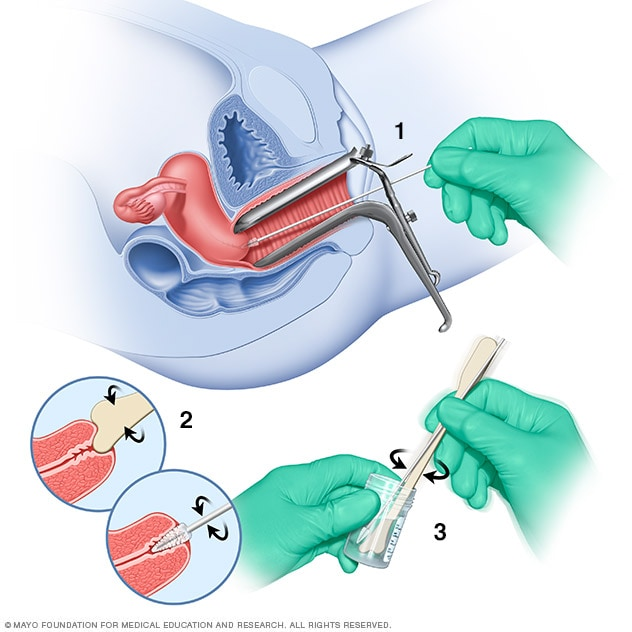 1
2
3
© MAYO FOUNDATION FOR MEDICAL EDUCATION AND RESEARCH. ALL RIGHTS RESERVED.